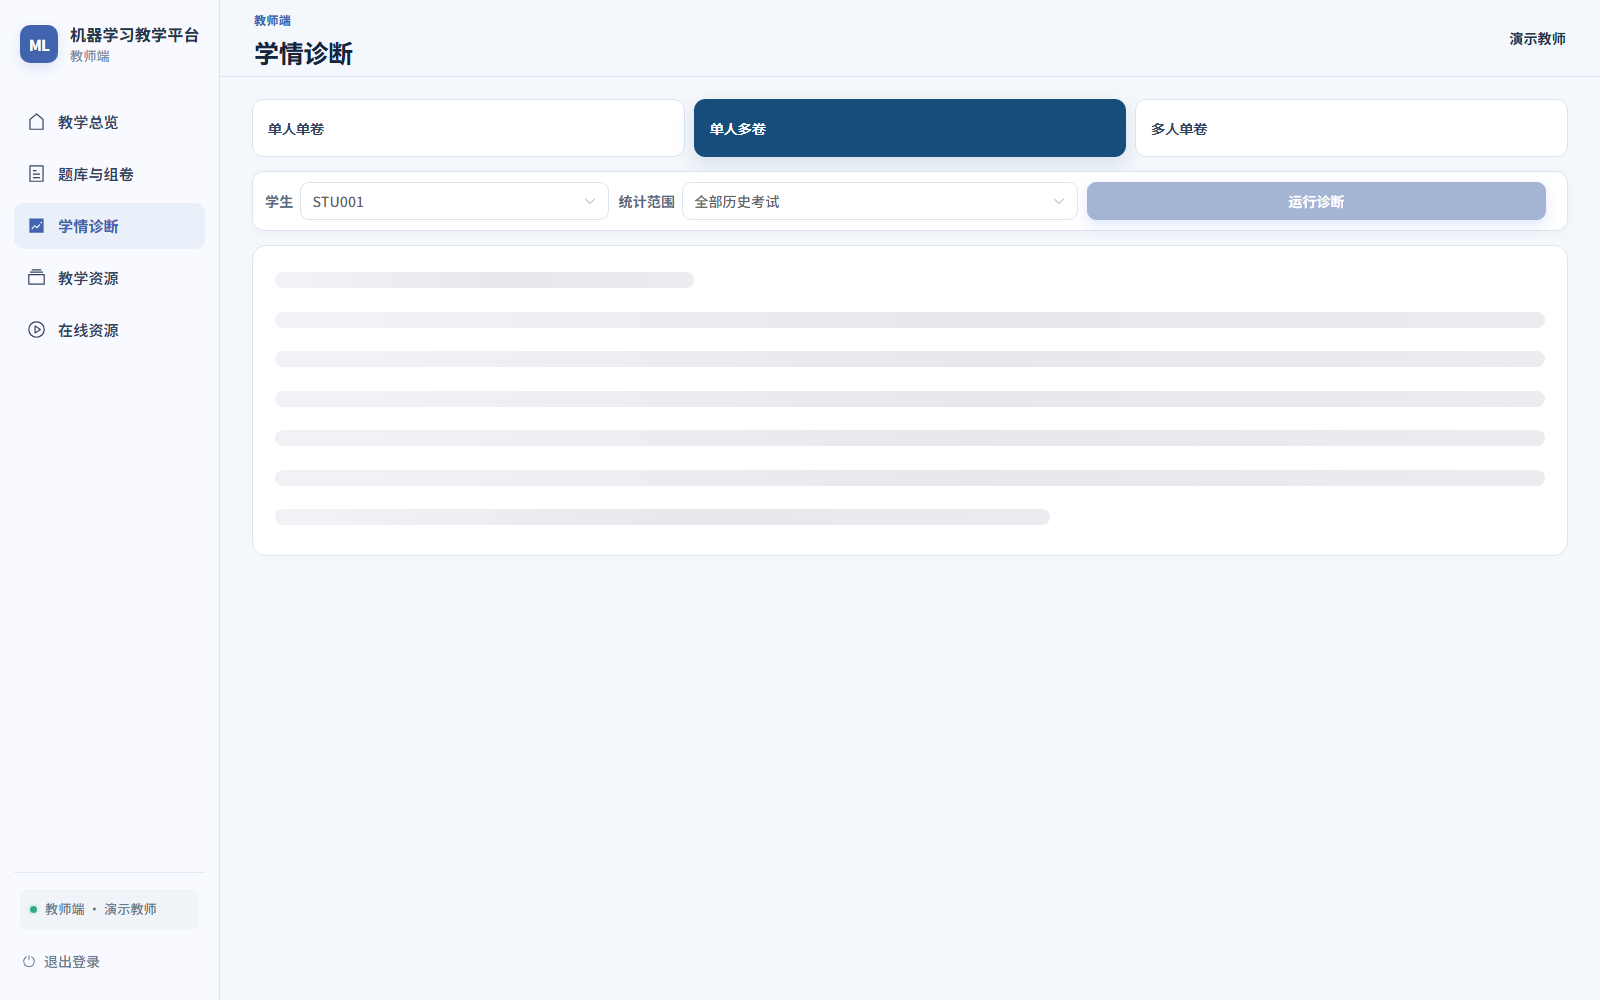 ML
机器学习教学平台
教师端
教学总览
题库与组卷
学情诊断
教学资源
在线资源
教师端 · 演示教师
退出登录
教师端
学情诊断
演示教师
单人单卷
单人多卷
多人单卷
学生 STU001 统计范围 全部历史考试 运行诊断